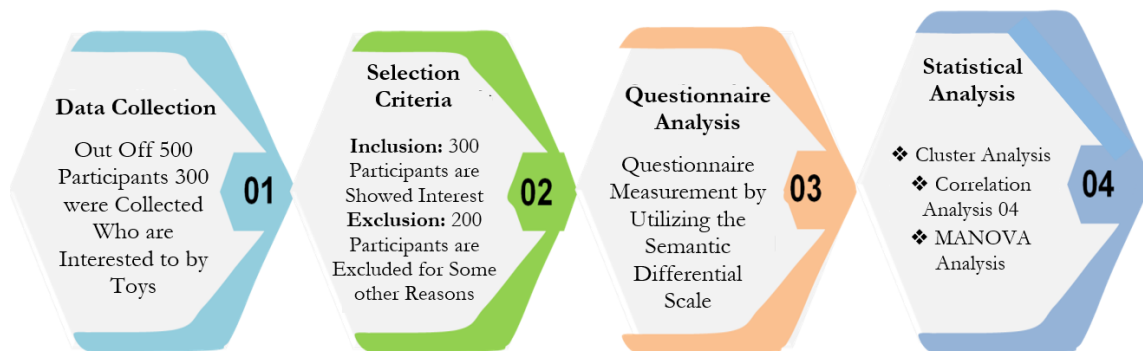 Data Collection
Out Off 500
Participants 300
were Collected
Who are
Interested to by
Toys
01
Selection
Criteria
Inclusion: 300
Participants are
Showed Interest
Exclusion: 200
Participants are
Excluded for Some
other Reasons
02
Questionnaire
Analysis
Questionnaire
Measurement by
Utilizing the
Semantic
Differential
Scale
03
Statistical
Analysis
❖ Cluster Analysis
❖ Correlation
Analysis 04
❖ MANOVA
Analysis
04